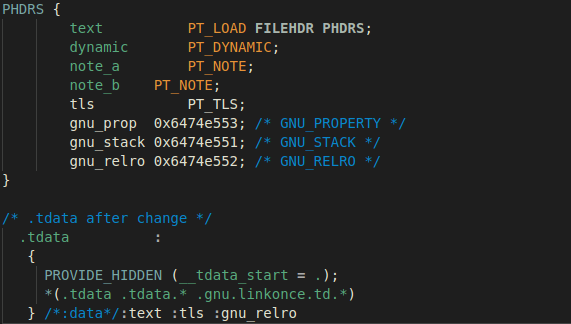 PHDRS {
text PT_LOAD FILEHDR PHDRS;
dynamic PT_DYNAMIC;
note_a PT_NOTE;
note_b PT_NOTE;
tls PT_TLS;
gnu_prop 0x6474e553; /* GNU_PROPERTY */
gnu_stack 0x6474e551; /* GNU_STACK */
gnu_relro 0x6474e552; /* GNU_RELRO */
}
/* .tdata after change */
.tdata :
{
PROVIDE_HIDDEN (__tdata_start = .);
*(.tdata .tdata.* .gnu.linkonce.td.*)
} /*:data*/:text :tls :gnu_relro